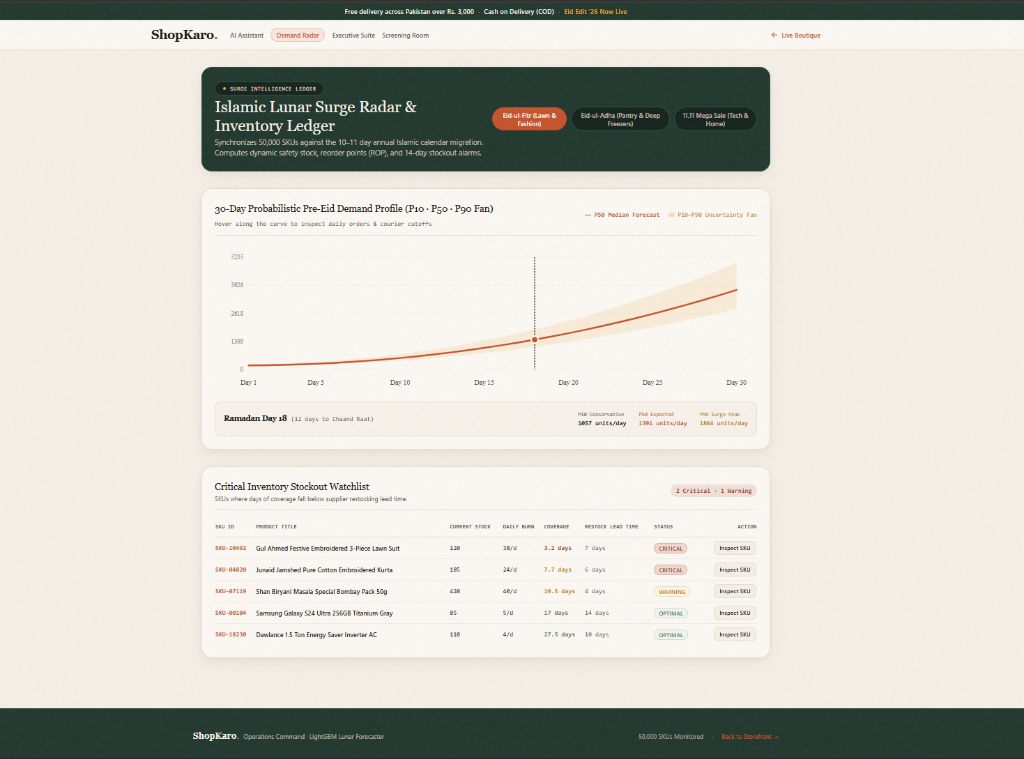 Free delivery across Pakistan over Rs. 3,000 · Cash on Delivery (COD) · Eid Edit '26 Now Live
ShopKaro. AI Assistant Demand Radar Executive Suite Screening Room ← Live Boutique
SURGE INTELLIGENCE LEDGER
Islamic Lunar Surge Radar &
Inventory Ledger
Synchronizes 50,000 SKUs against the 10–11 day annual Islamic calendar migration.
Computes dynamic safety stock, reorder points (ROP), and 14-day stockout alarms.
Eid-ul-Fitr (Lawn &
Fashion)
Eid-ul-Adha (Pantry & Deep
Freezers)
11.11 Mega Sale (Tech &
Home)
30-Day Probabilistic Pre-Eid Demand Profile (P10 · P50 · P90 Fan)
Hover along the curve to inspect daily orders & courier cutoffs
P50 Median Forecast P10–P90 Uncertainty Fan
5235
3926
2618
1309
0
Day 1 Day 5 Day 10 Day 15 Day 20 Day 25 Day 30
Ramadan Day 18 (12 days to Chaand Raat)
P10 Conservative
1057 units/day
P50 Expected
1391 units/day
P90 Surge Peak
1864 units/day
Critical Inventory Stockout Watchlist
SKUs where days of coverage fall below supplier restocking lead time.
2 Critical · 1 Warning
SKU ID PRODUCT TITLE CURRENT STOCK DAILY BURN COVERAGE RESTOCK LEAD TIME STATUS ACTION
SKU-10492 Gul Ahmed Festive Embroidered 3-Piece Lawn Suit 120 38/d 3.2 days 7 days CRITICAL Inspect SKU
SKU-04820 Junaid Jamshed Pure Cotton Embroidered Kurta 185 24/d 7.7 days 6 days CRITICAL Inspect SKU
SKU-07119 Shan Biryani Masala Special Bombay Pack 50g 420 40/d 10.5 days 4 days WARNING Inspect SKU
SKU-00104 Samsung Galaxy S24 Ultra 256GB Titanium Gray 85 5/d 17 days 14 days OPTIMAL Inspect SKU
SKU-18230 Dawlance 1.5 Ton Energy Saver Inverter AC 110 4/d 27.5 days 10 days OPTIMAL Inspect SKU
ShopKaro. Operations Command · LightGBM Lunar Forecaster
50,000 SKUs Monitored · Back to Storefront →